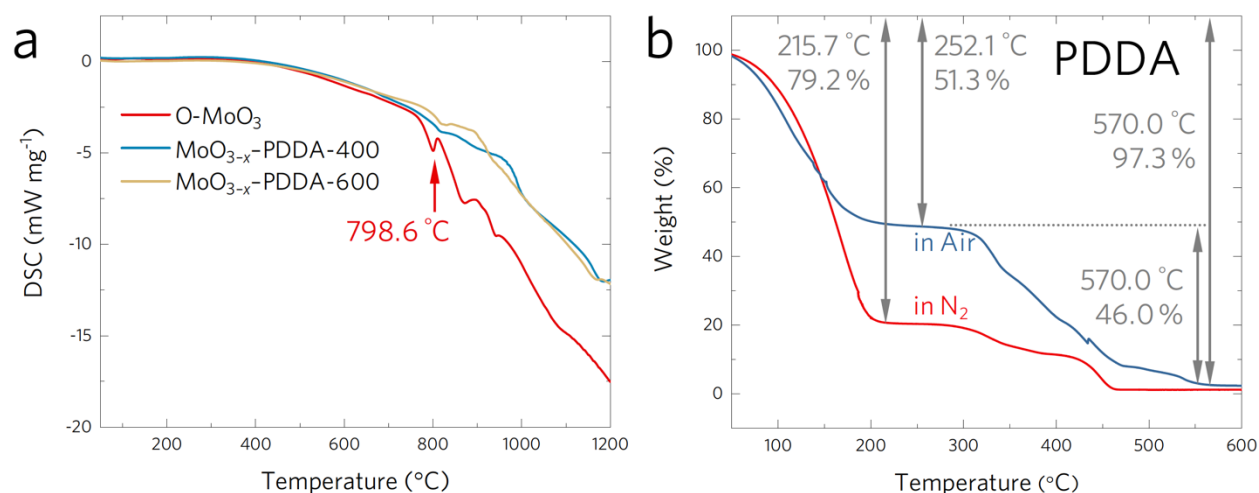 a
0
-5
-10
-15
-20
200
400
600
800
1000
1200
DSC (mW mg⁻¹)
Temperature (°C)
O-MoO₃
MoO₃₋ₓ-PDDA-400
MoO₃₋ₓ-PDDA-600
798.6 °C
b
PDDA
100
80
60
40
20
0
100
200
300
400
500
600
Weight (%)
Temperature (°C)
215.7 °C
79.2 %
252.1 °C
51.3 %
570.0 °C
97.3 %
in Air
570.0 °C
46.0 %
in N₂